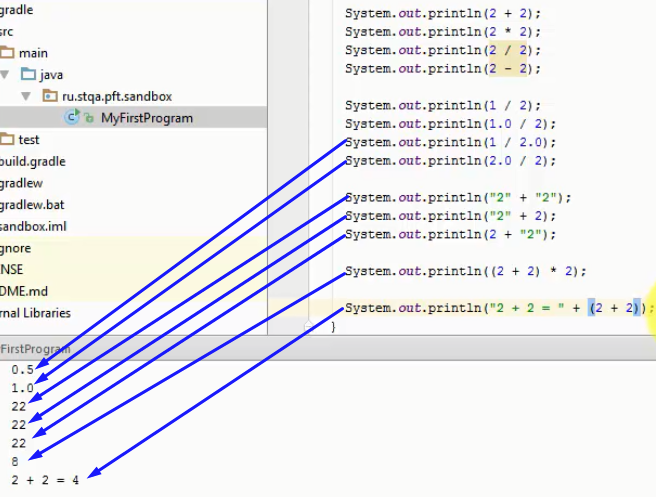 gradle
src
main
java
ru.stqa.pft.sandbox
MyFirstProgram
test
build.gradle
gradlew
gradlew.bat
sandbox.iml
gnore
ENSE
DME.md
rnal Libraries
System.out.println(2 + 2);
System.out.println(2 * 2);
System.out.println(2 / 2);
System.out.println(2 - 2);
System.out.println(1 / 2);
System.out.println(1.0 / 2);
System.out.println(1 / 2.0);
System.out.println(2.0 / 2);
System.out.println("2" + "2");
System.out.println("2" + 2);
System.out.println(2 + "2");
System.out.println((2 + 2) * 2);
System.out.println("2 + 2 = " + (2 + 2));
}
FirstProgram
0.5
1.0
22
22
22
8
2 + 2 = 4